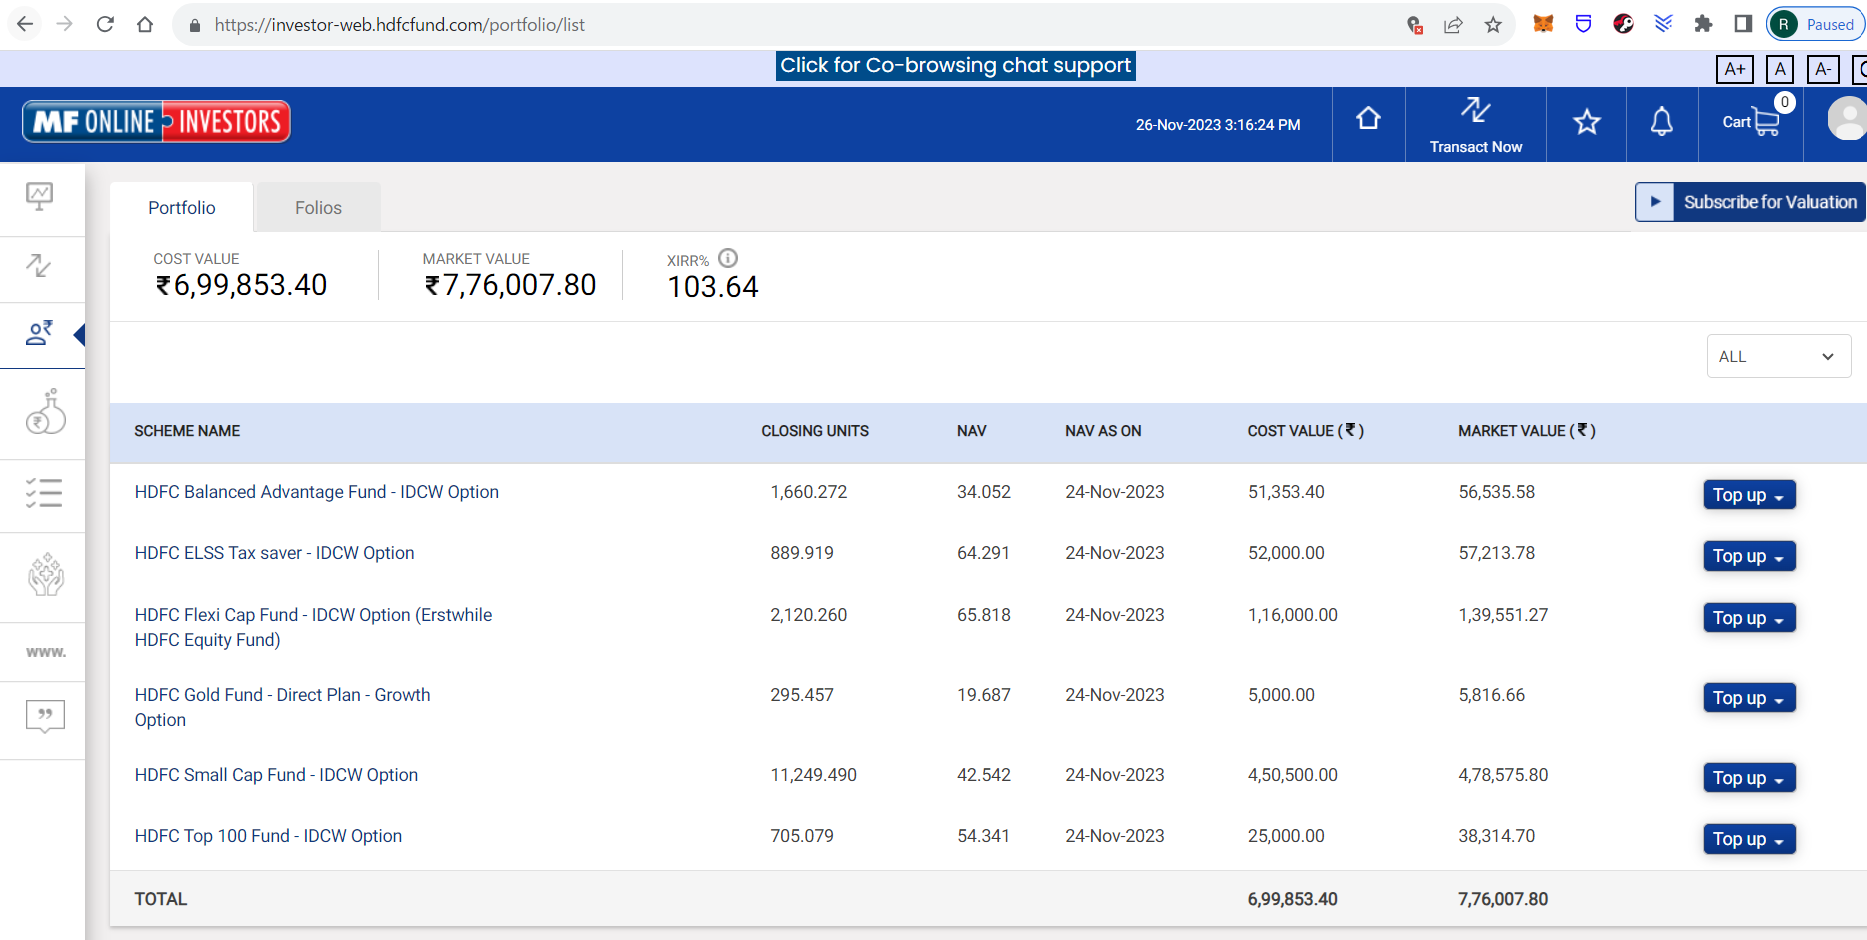 https://investor-web.hdfcfund.com/portfolio/list
R Paused
Click for Co-browsing chat support
A+ A A-
MF ONLINE INVESTORS
26-Nov-2023 3:16:24 PM
Transact Now
Cart 0
Portfolio Folios
Subscribe for Valuation
COST VALUE MARKET VALUE XIRR%
₹6,99,853.40 ₹7,76,007.80 103.64
ALL
SCHEME NAME CLOSING UNITS NAV NAV AS ON COST VALUE (₹) MARKET VALUE (₹)
HDFC Balanced Advantage Fund - IDCW Option 1,660.272 34.052 24-Nov-2023 51,353.40 56,535.58 Top up
HDFC ELSS Tax saver - IDCW Option 889.919 64.291 24-Nov-2023 52,000.00 57,213.78 Top up
HDFC Flexi Cap Fund - IDCW Option (Erstwhile 2,120.260 65.818 24-Nov-2023 1,16,000.00 1,39,551.27 Top up
HDFC Equity Fund)
HDFC Gold Fund - Direct Plan - Growth 295.457 19.687 24-Nov-2023 5,000.00 5,816.66 Top up
Option
HDFC Small Cap Fund - IDCW Option 11,249.490 42.542 24-Nov-2023 4,50,500.00 4,78,575.80 Top up
HDFC Top 100 Fund - IDCW Option 705.079 54.341 24-Nov-2023 25,000.00 38,314.70 Top up
TOTAL 6,99,853.40 7,76,007.80
www.